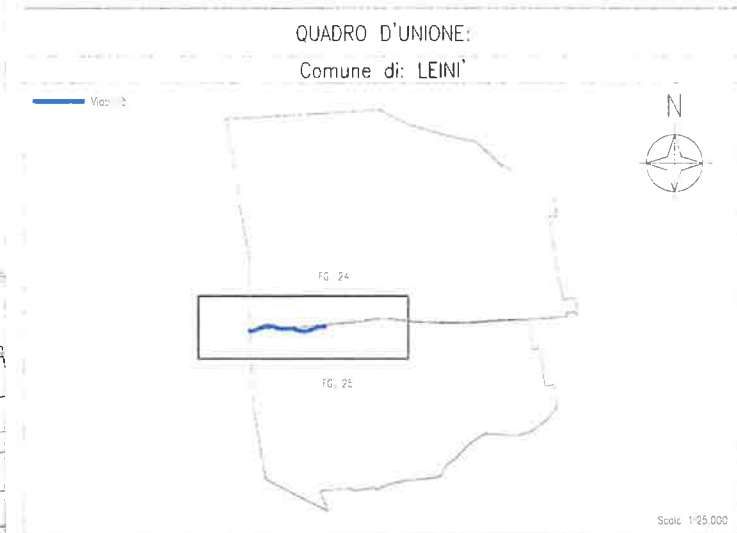 QUADRO D'UNIONE:
Comune di: LEINI'
N
FG. 24
FG. 25
Scala 1:25.000